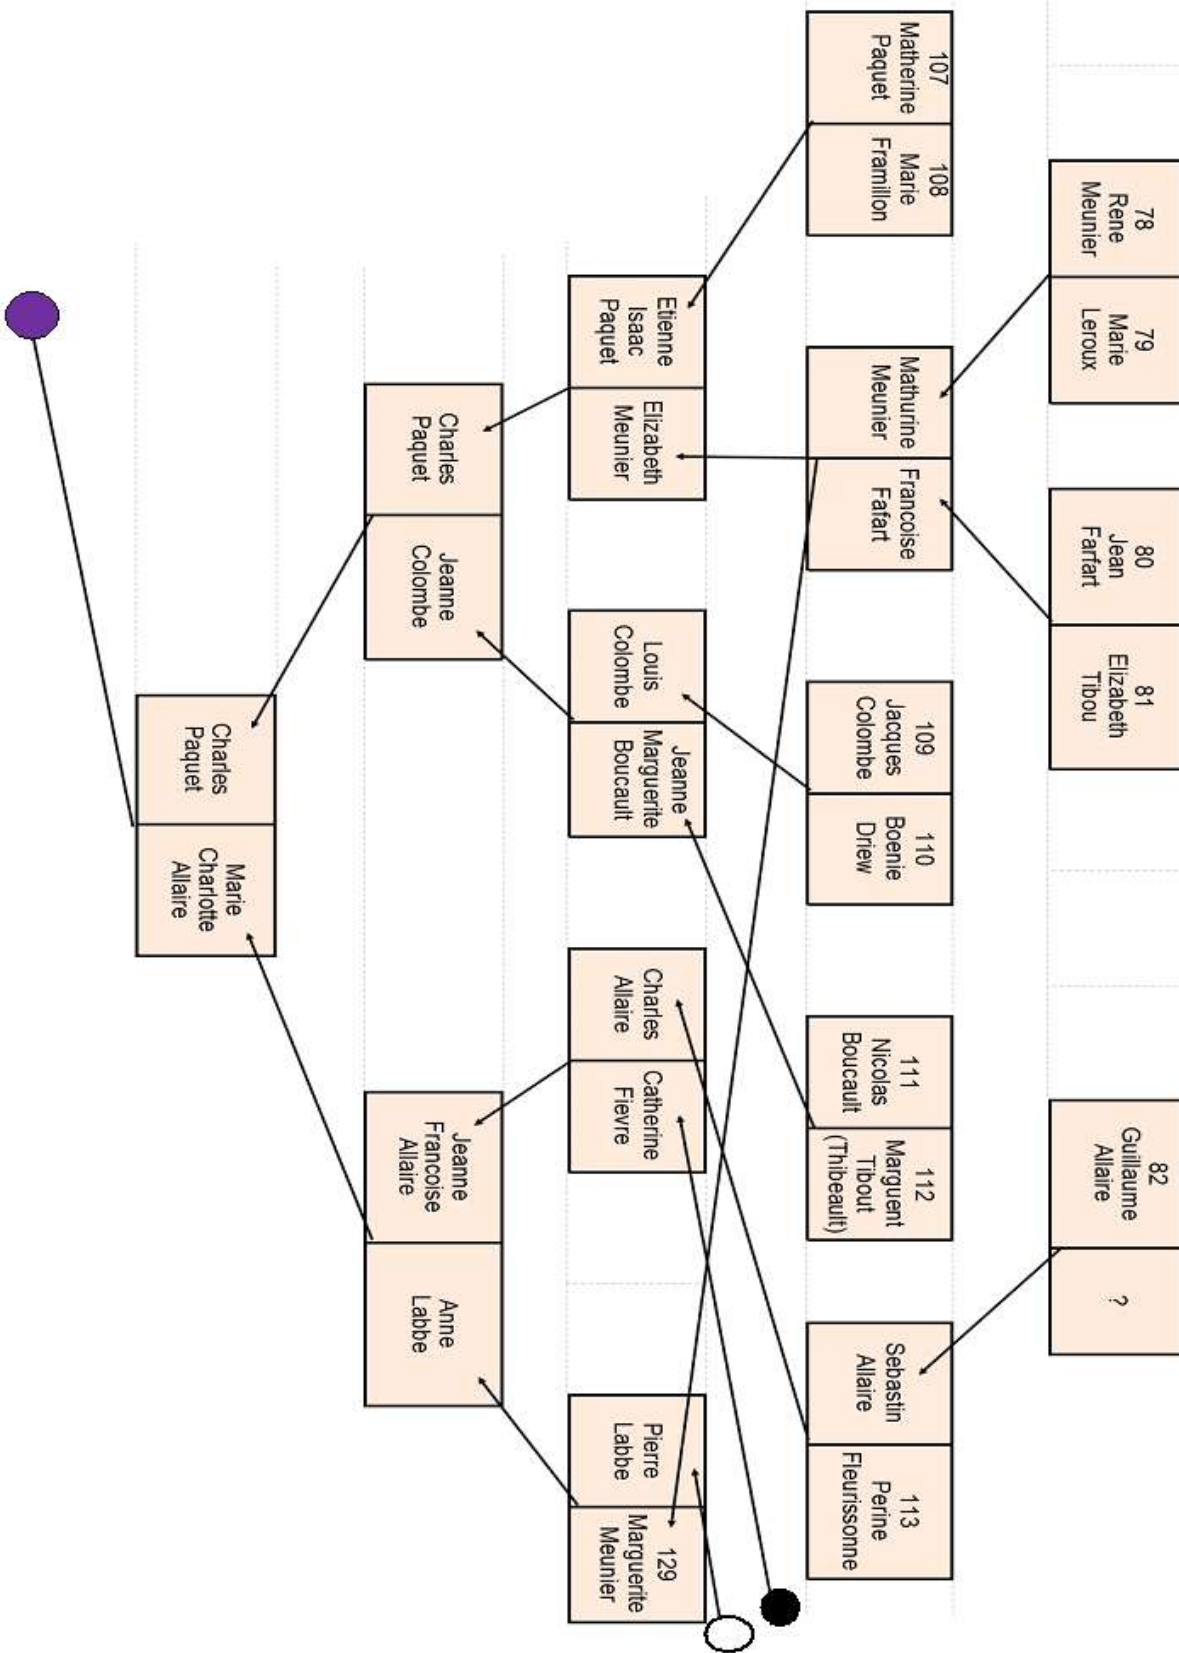 78
Rene
Meunier
79
Marie
Leroux
80
Jean
Farfart
81
Elizabeth
Tibou
82
Guillaume
Allaire
?
107
Matherine
Paquet
108
Marie
Framillon
Mathurine
Meunier
Francoise
Fafart
109
Jacques
Colombe
110
Boenie
Driew
111
Nicolas
Boucault
112
Marguent
Tibout
(Thibeault)
Sebastin
Allaire
113
Perine
Fleurissonne
Etienne
Isaac
Paquet
Elizabeth
Meunier
Louis
Colombe
Jeanne
Marguerite
Boucault
Charles
Allaire
Catherine
Fievre
Pierre
Labbe
129
Marguerite
Meunier
Charles
Paquet
Jeanne
Colombe
Jeanne
Francoise
Allaire
Anne
Labbe
Charles
Paquet
Marie
Charlotte
Allaire